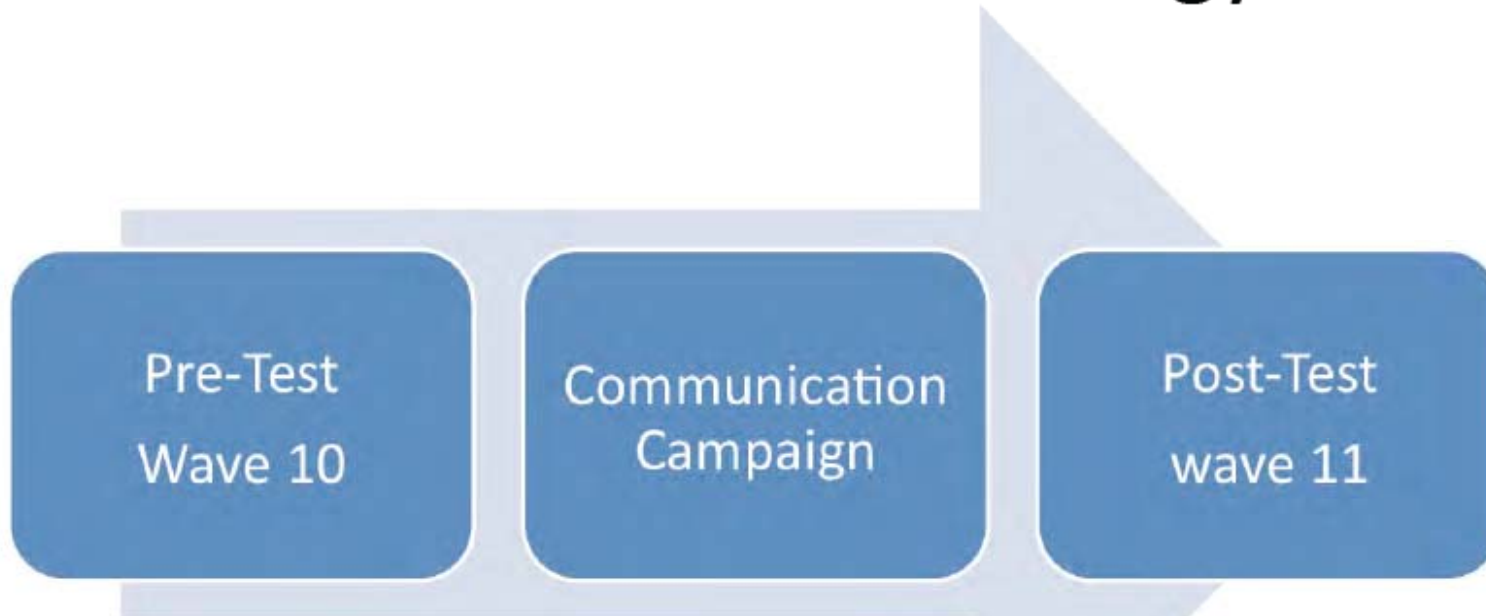 Pre-Test
Wave 10
Communication
Campaign
Post-Test
wave 11